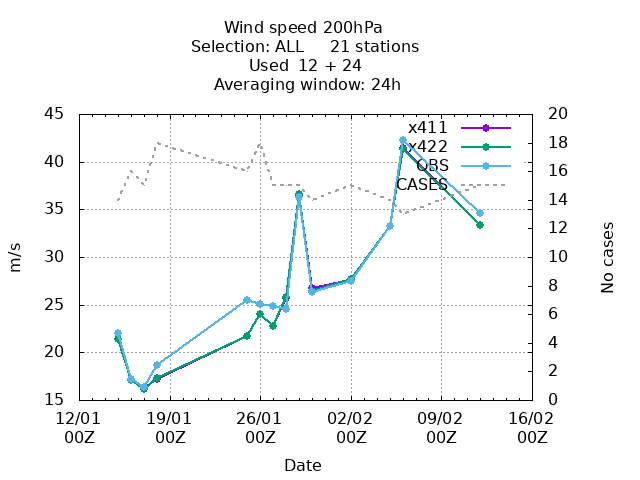 Wind speed 200hPa
Selection: ALL     21 stations
Used  12 + 24
Averaging window: 24h
45
40
35
30
25
20
15
m/s
20
18
16
14
12
10
8
6
4
2
0
No cases
x411
x422
OBS
CASES
12/01 19/01 26/01 02/02 09/02 16/02
00Z 00Z 00Z 00Z 00Z 00Z
Date